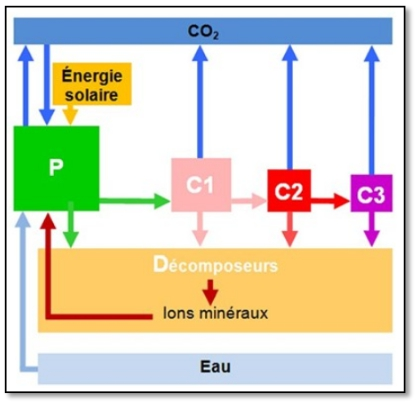 CO₂
Énergie
solaire
P
C1
C2
C3
Décomposeurs
Ions minéraux
Eau